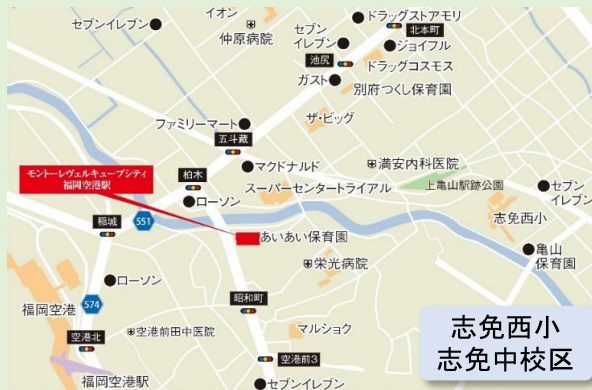 イオン
セブンイレブン
仲原病院
セブン
イレブン
ドラッグストアモリ
北本町
ジョイフル
池尻
ドラッグコスモス
ガスト
別府つくし保育園
ザ・ビッグ
ファミリーマート
五斗蔵
モントーレヴェルキューブシティ
福岡空港駅
柏木
マクドナルド
満安内科医院
スーパーセンタートライアル
上亀山駅跡公園
セブン
イレブン
ローソン
志免西小
稲城
551
あいあい保育園
亀山
保育園
栄光病院
ローソン
574
福岡空港
昭和町
空港北
空港前田中医院
マルショク
空港前3
福岡空港駅
セブンイレブン
志免西小
志免中校区